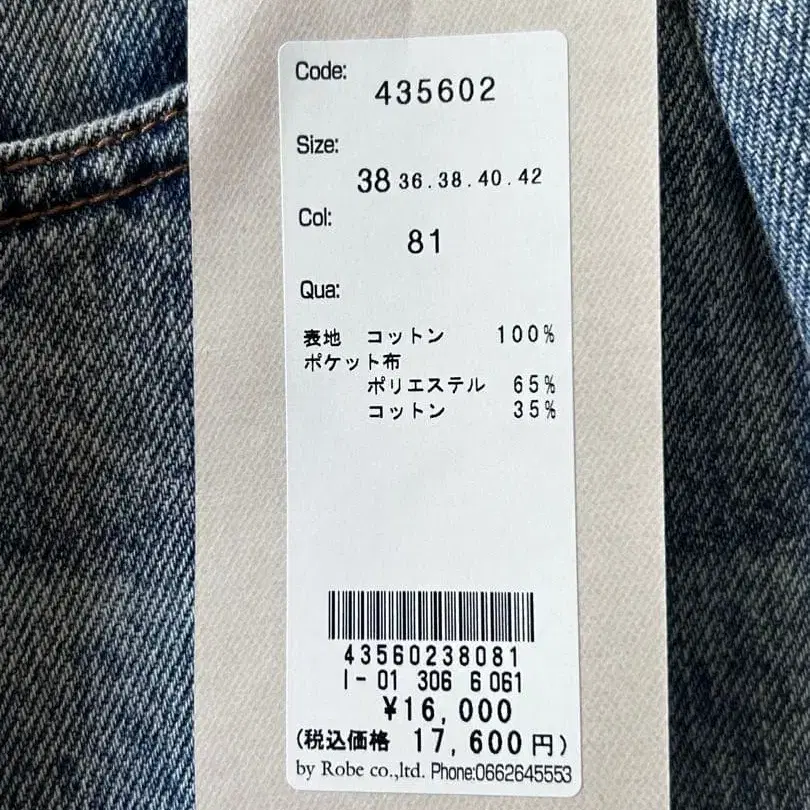 Code:
435602
Size:
38 36.38.40.42
Col:
81
Qua:
表地 コットン 100%
ポケット布
ポリエステル 65%
コットン 35%
43560238081
I-01 306 6061
¥16,000
(税込価格 17,600円)
by Robe co.,ltd. Phone:0662645553